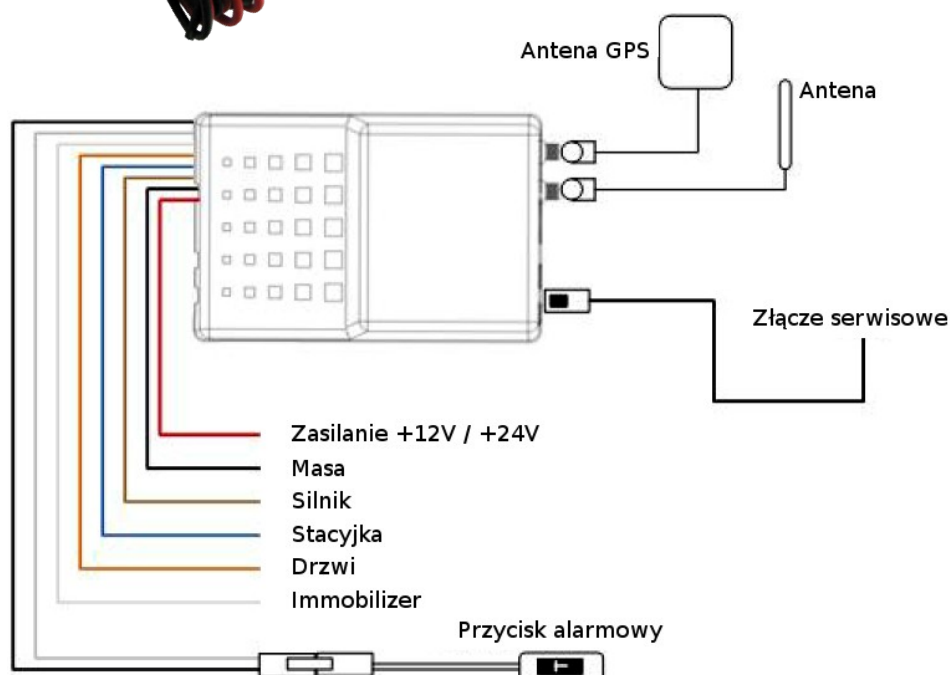 Antena GPS
Antena
Złącze serwisowe
Zasilanie +12V / +24V
Masa
Silnik
Stacyjka
Drzwi
Immobilizer
Przycisk alarmowy